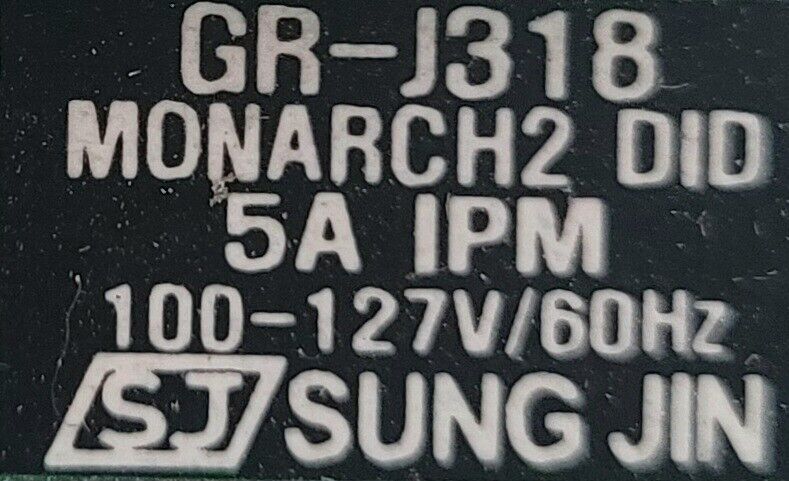 GR-J318
MONARCH2 DID
5A IPM
100-127V/60Hz
SJ SUNG JIN